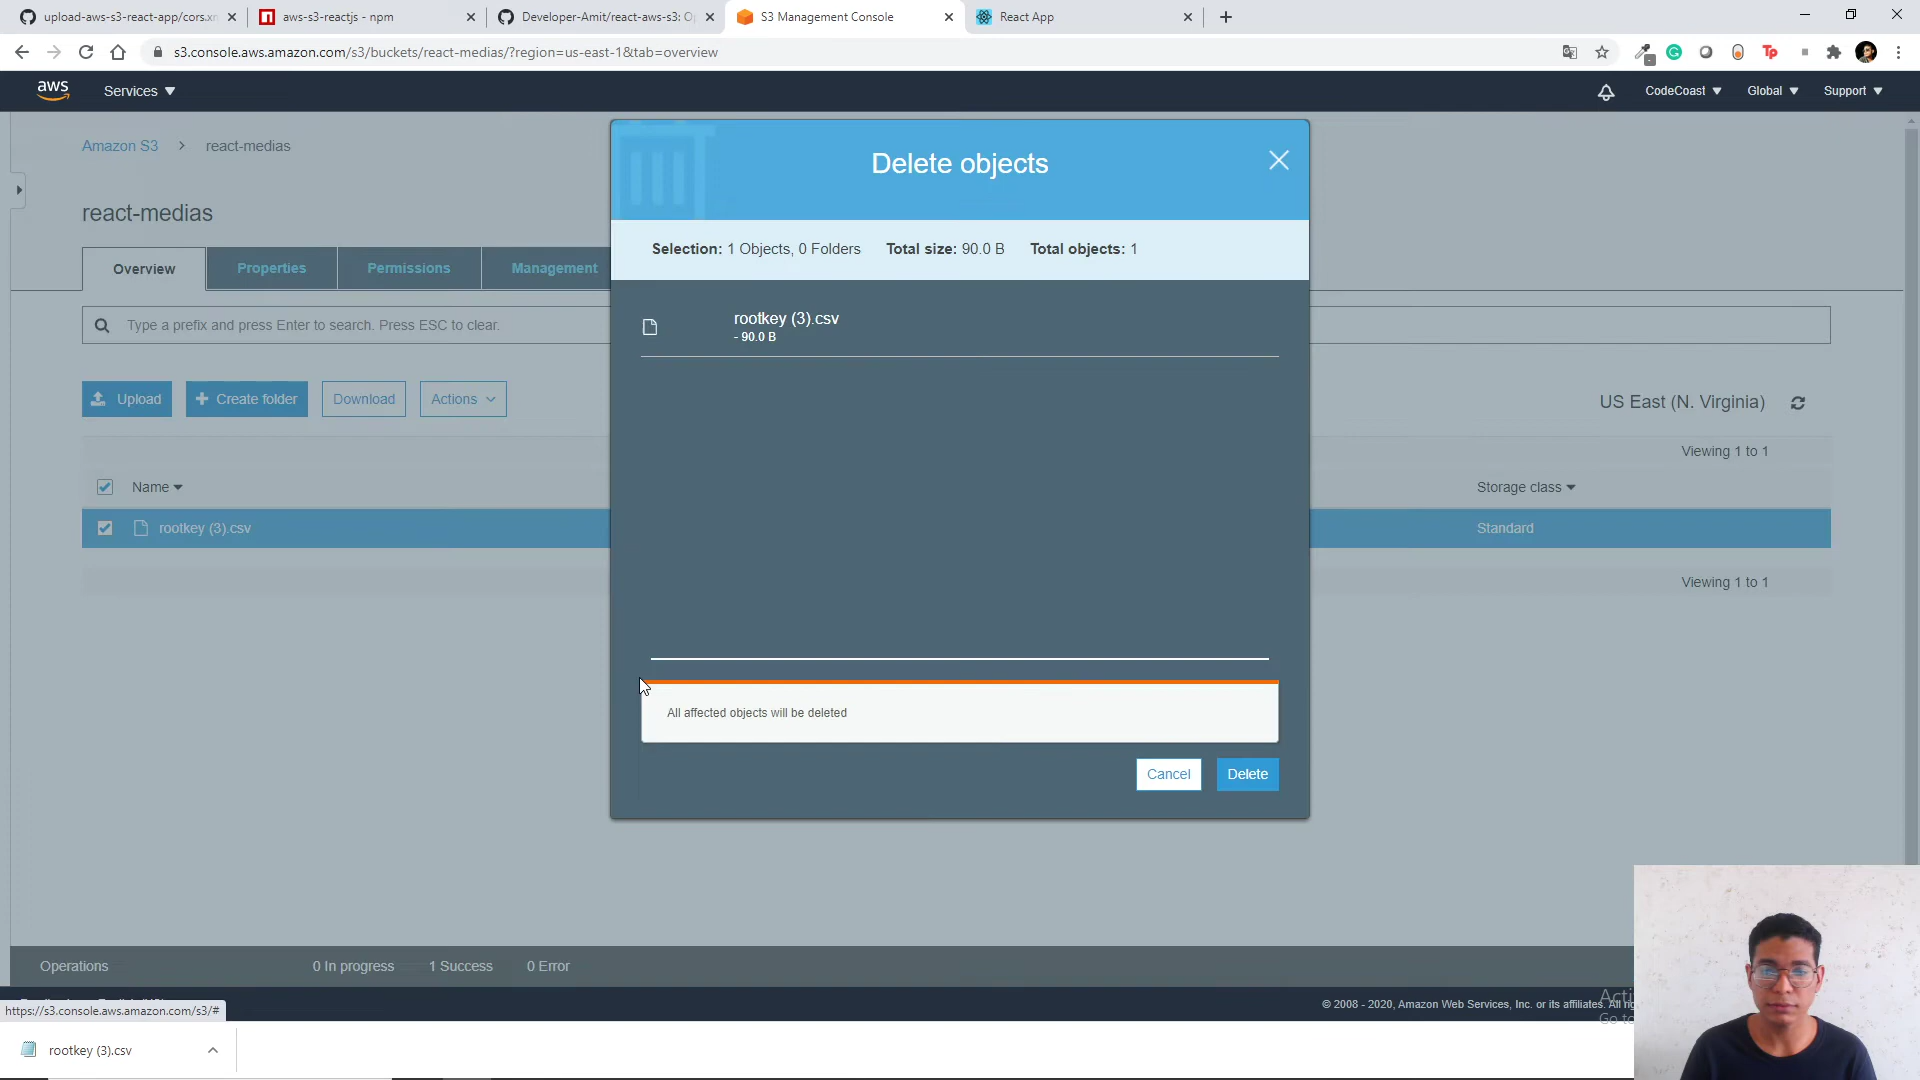 upload-aws-s3-react-app/cors.xn
aws-s3-reactjs - npm
Developer-Amit/react-aws-s3: O
S3 Management Console
React App
s3.console.aws.amazon.com/s3/buckets/react-medias/?region=us-east-1&tab=overview
aws
Services
CodeCoast
Global
Support
Amazon S3 > react-medias
react-medias
Overview
Properties
Permissions
Management
Type a prefix and press Enter to search. Press ESC to clear.
Upload
Create folder
Download
Actions
US East (N. Virginia)
Viewing 1 to 1
Name
Storage class
rootkey (3).csv
Standard
Viewing 1 to 1
Delete objects
Selection: 1 Objects, 0 Folders Total size: 90.0 B Total objects: 1
rootkey (3).csv
- 90.0 B
All affected objects will be deleted
Cancel
Delete
Operations
0 In progress
1 Success
0 Error
© 2008 - 2020, Amazon Web Services, Inc. or its affiliates. All
https://s3.console.aws.amazon.com/s3/#
Go to
rootkey (3).csv